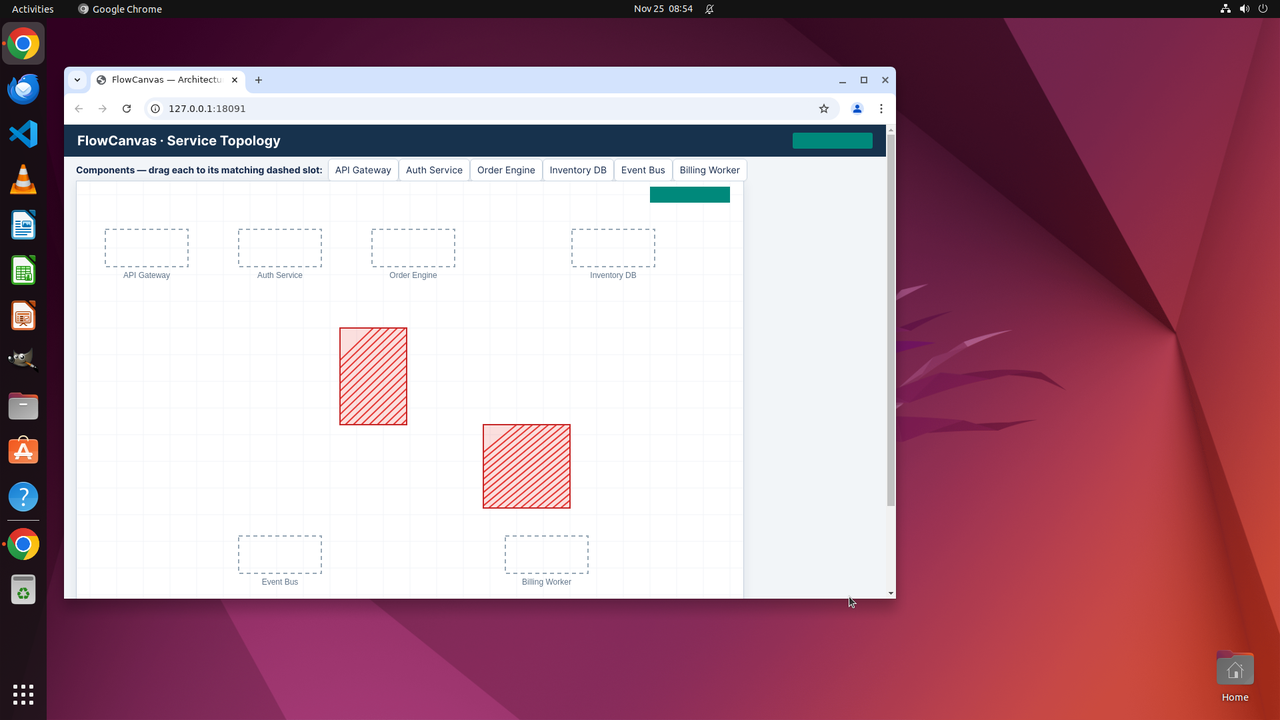 Activities
Google Chrome
Nov 25 08:54
FlowCanvas — Architectu
127.0.0.1:18091
FlowCanvas · Service Topology
Components — drag each to its matching dashed slot:
API Gateway
Auth Service
Order Engine
Inventory DB
Event Bus
Billing Worker
API Gateway
Auth Service
Order Engine
Inventory DB
Event Bus
Billing Worker
Home